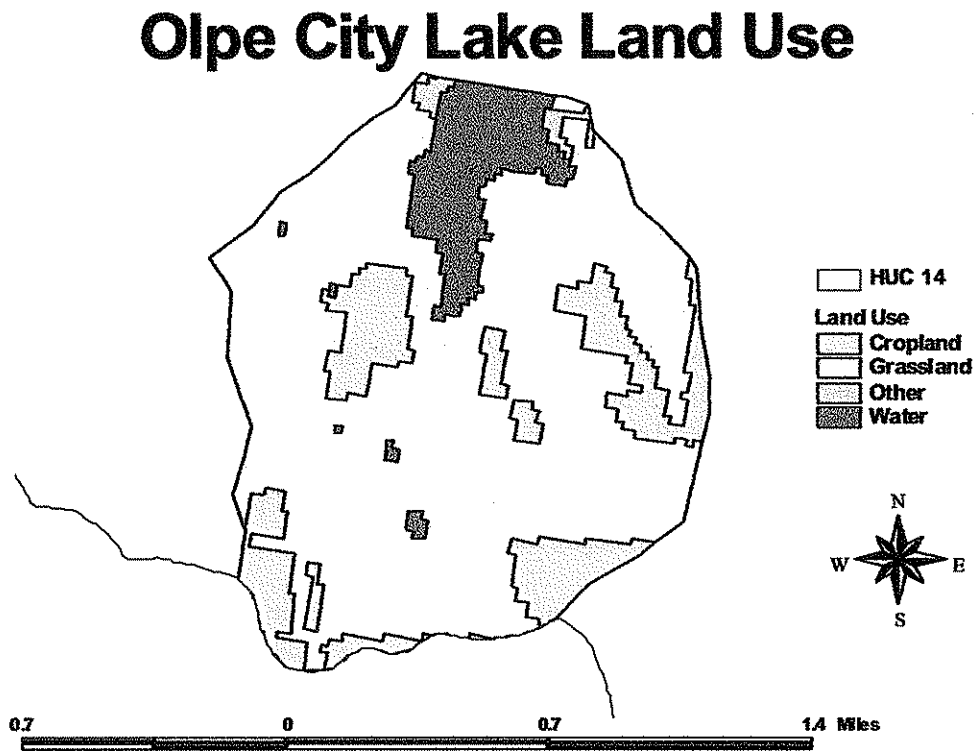 Olpe City Lake Land Use
HUC 14
Land Use
Cropland
Grassland
Other
Water
N
W E
S
0.7 0 0.7 1.4 Miles